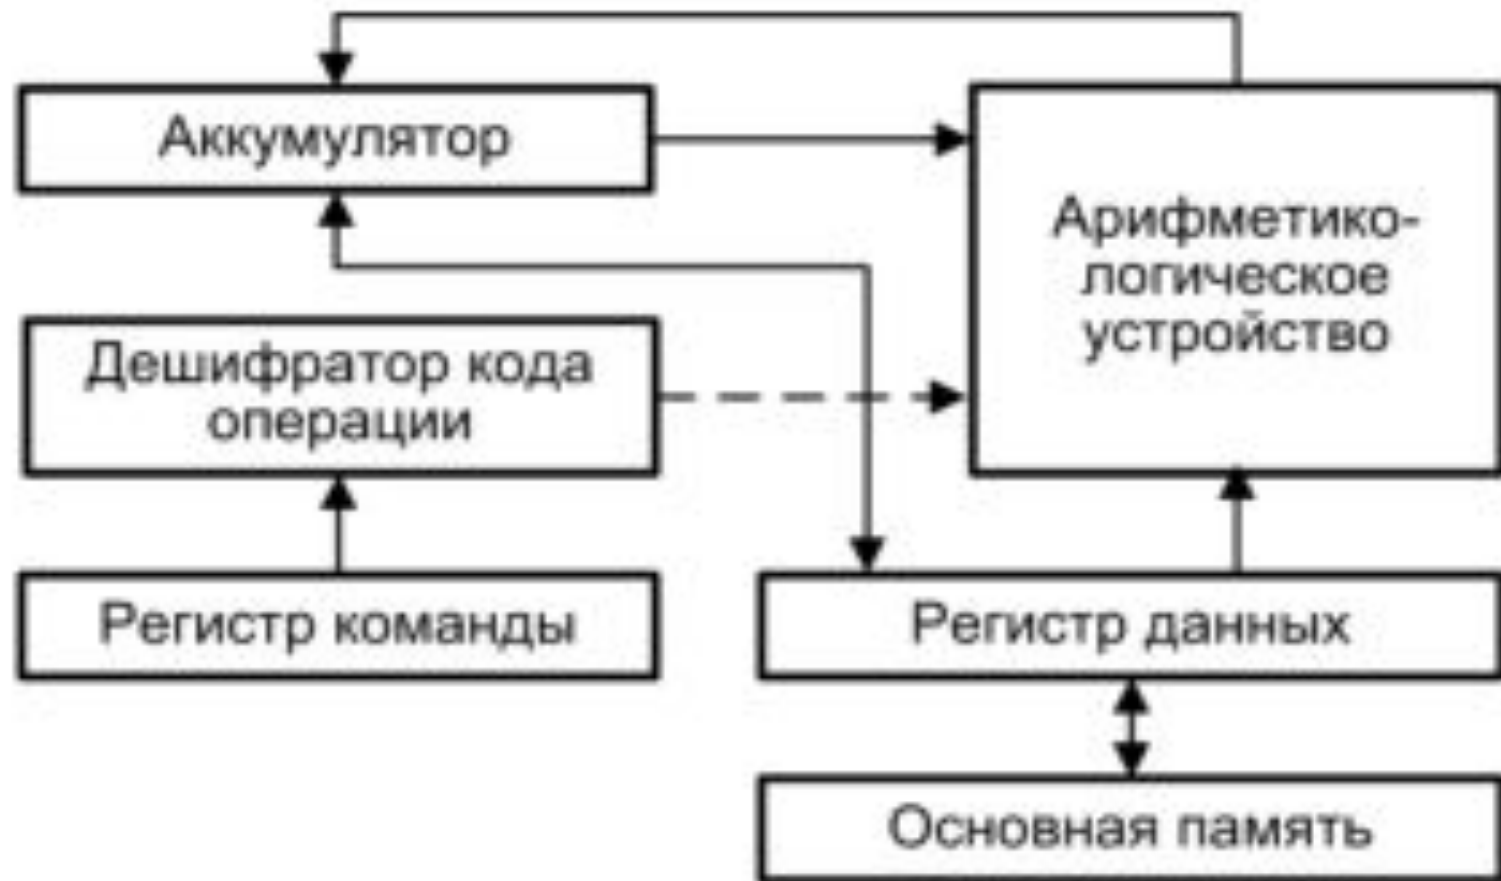 Аккумулятор
Арифметико-
логическое
устройство
Дешифратор кода
операции
Регистр команды
Регистр данных
Основная память